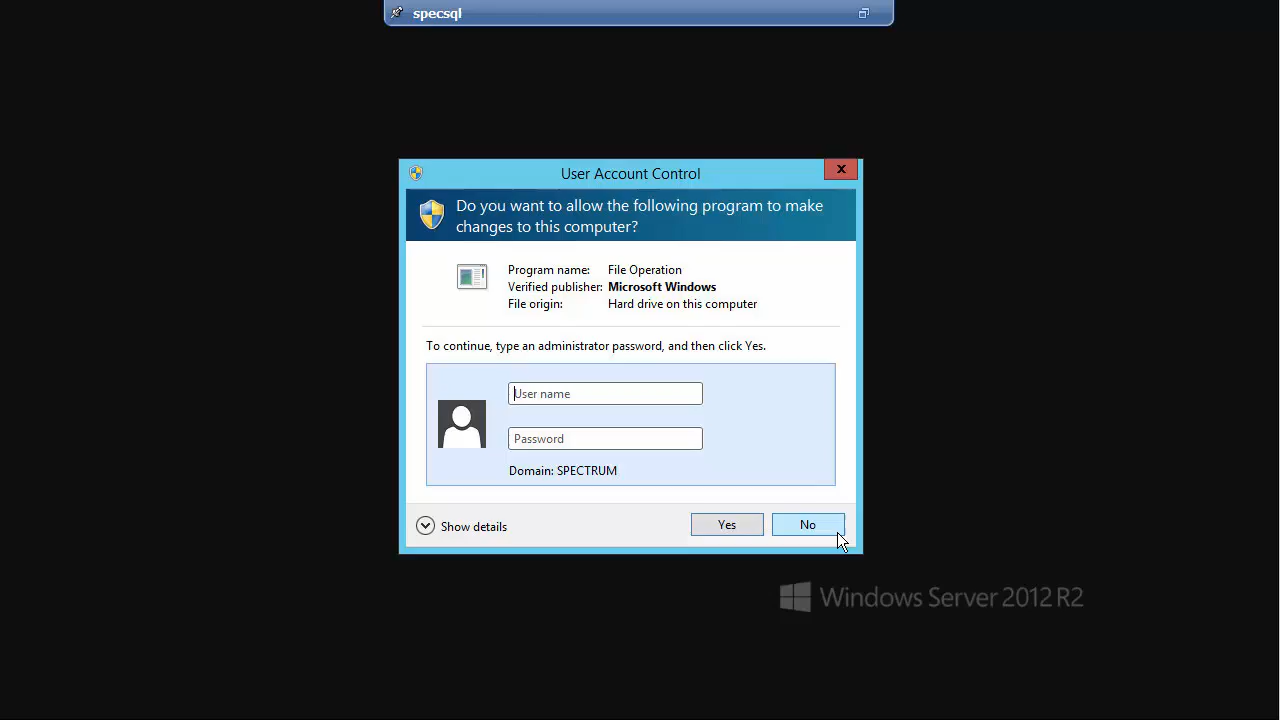 specsql
User Account Control
Do you want to allow the following program to make
changes to this computer?
Program name: File Operation
Verified publisher: Microsoft Windows
File origin: Hard drive on this computer
To continue, type an administrator password, and then click Yes.
User name
Password
Domain: SPECTRUM
Show details
Yes
No
Windows Server 2012 R2